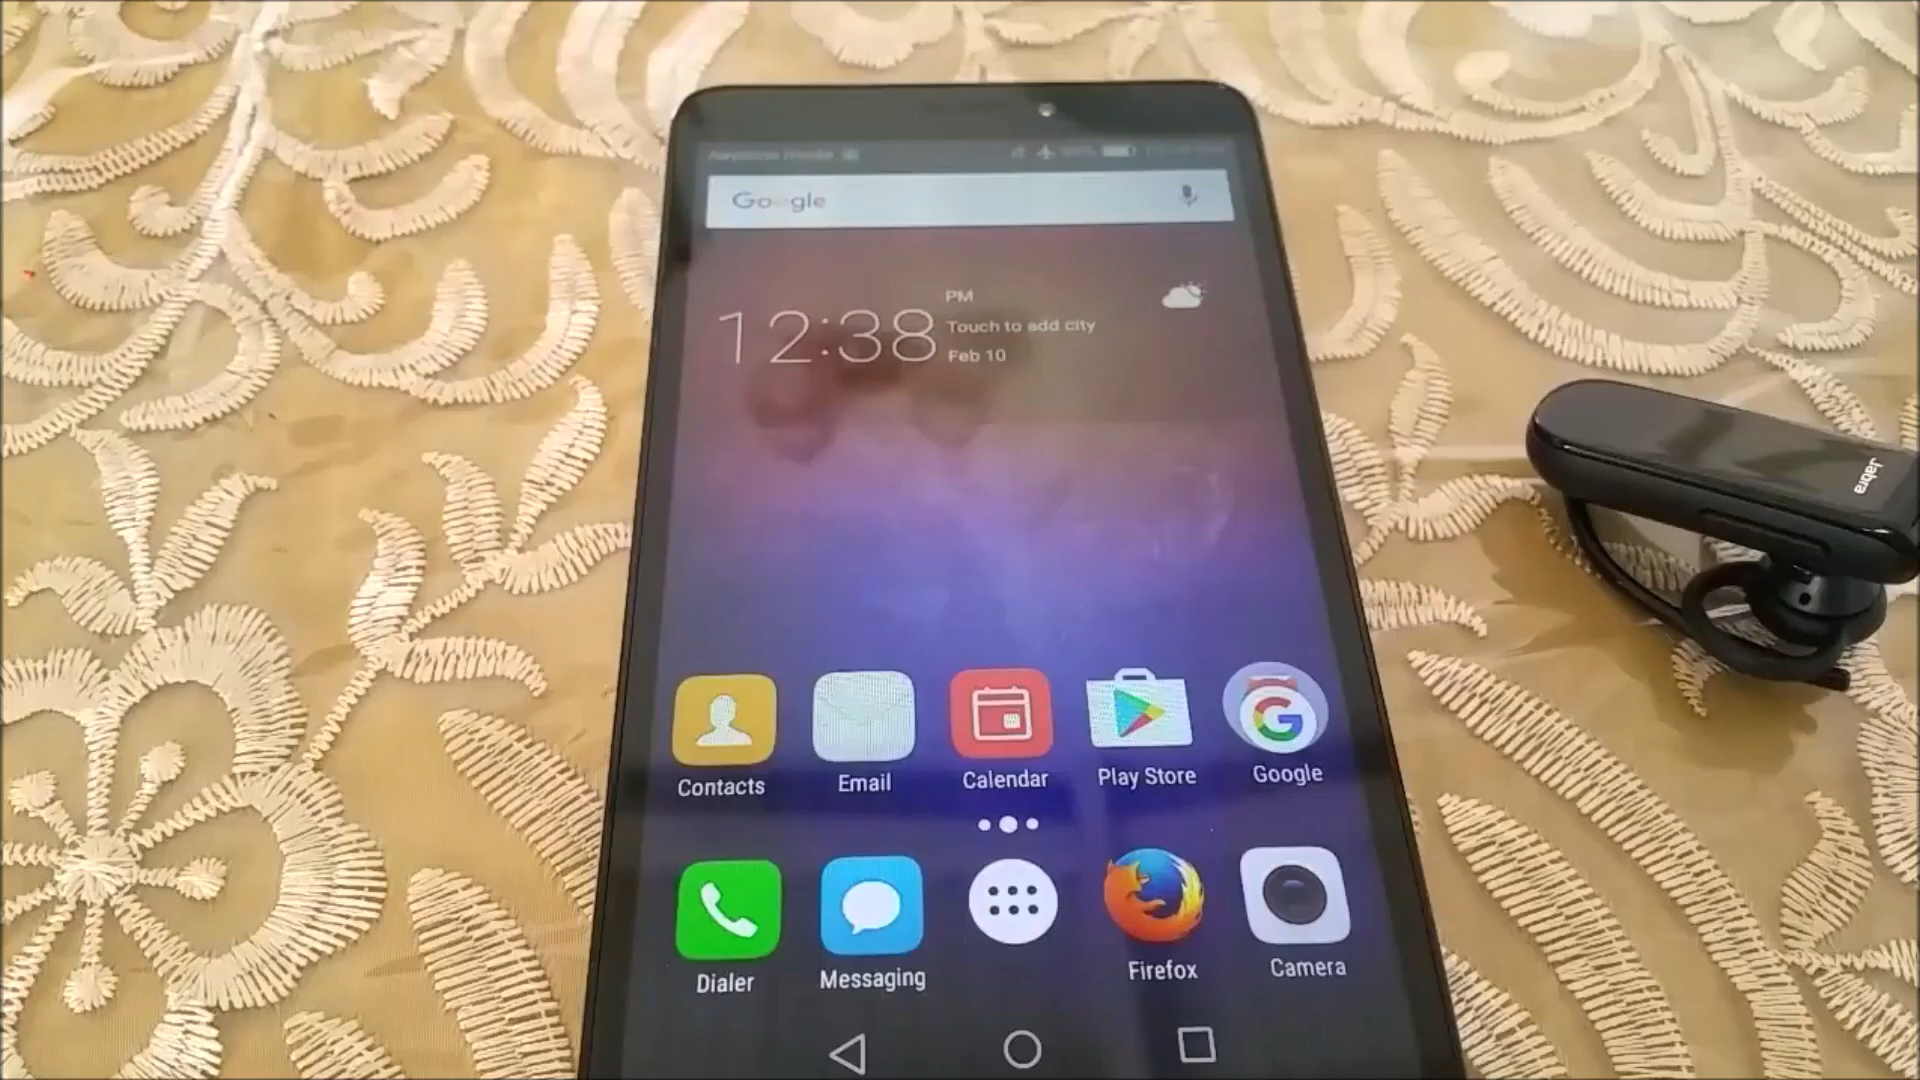 Google
12:38
PM
Touch to add city
Feb 10
Jabra
Contacts
Email
Calendar
Play Store
Google
Dialer
Messaging
Firefox
Camera